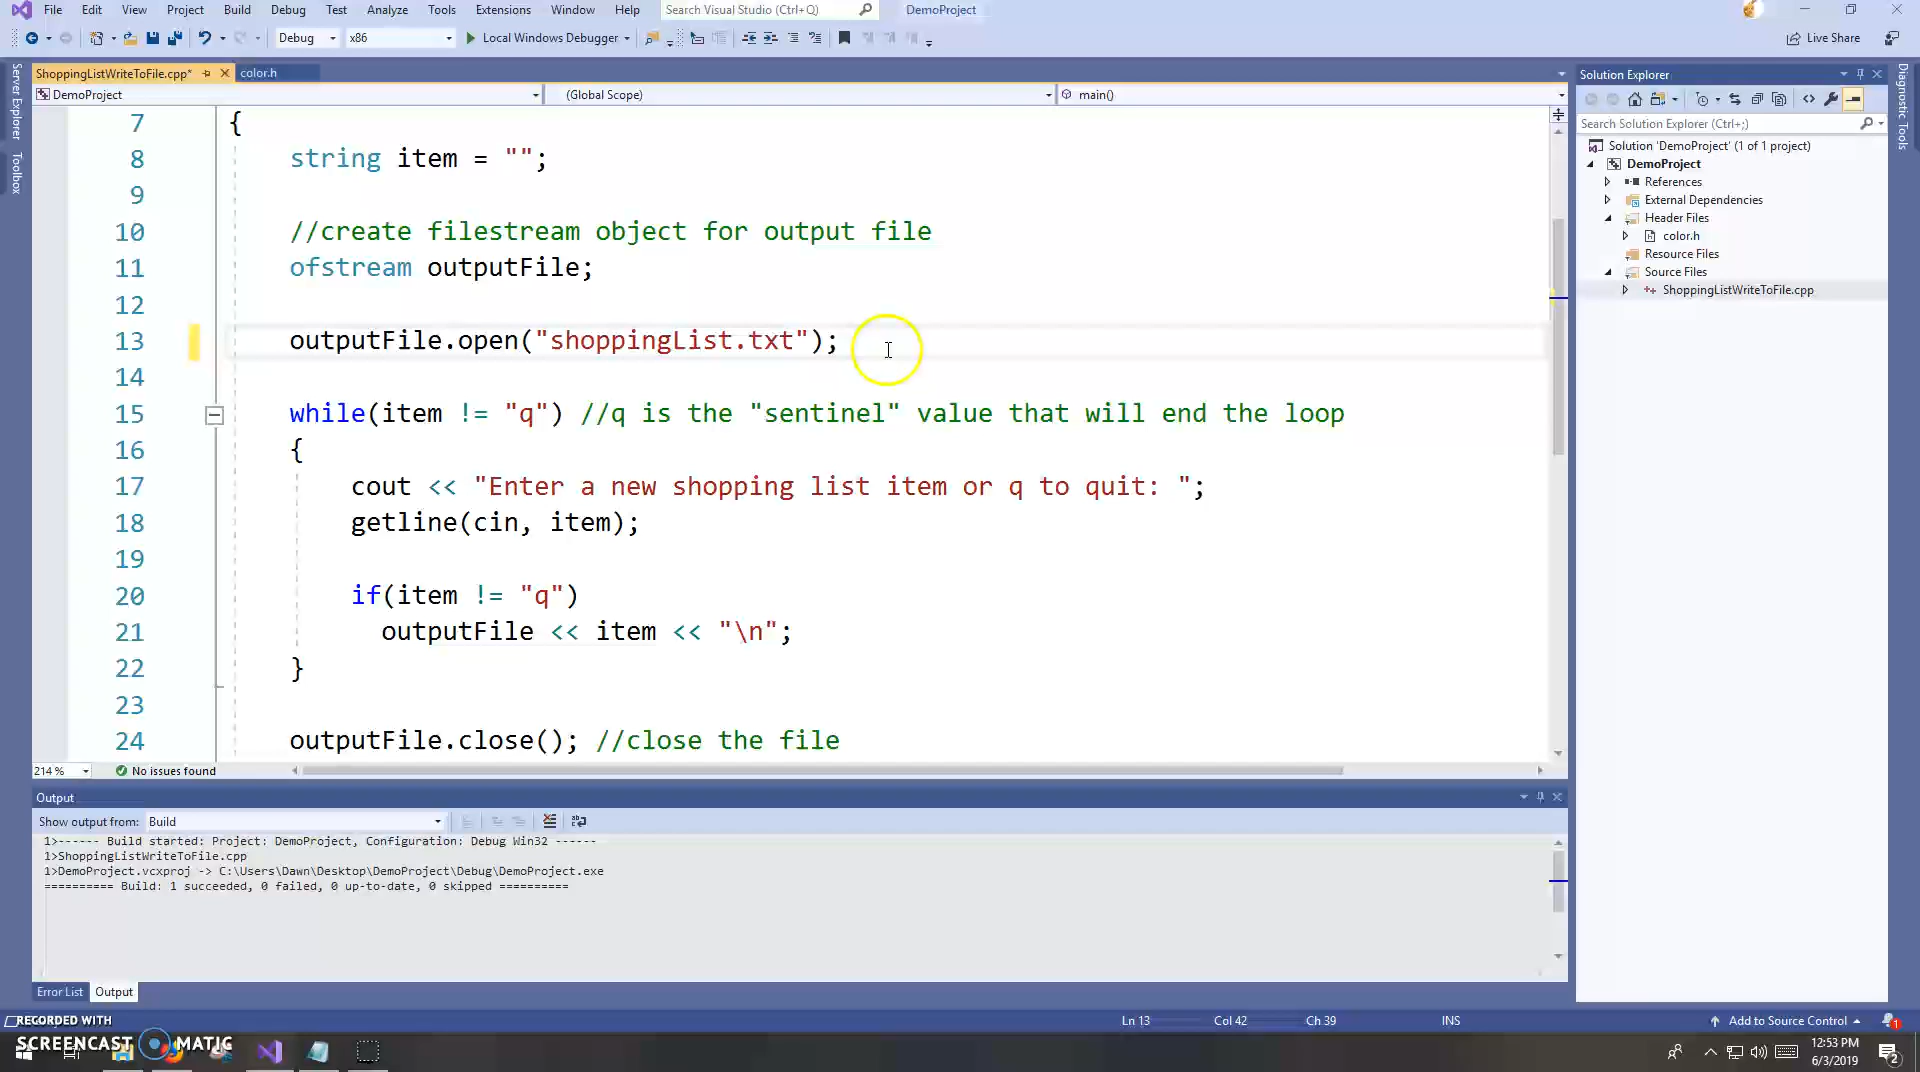 File Edit View Project Build Debug Test Analyze Tools Extensions Window Help Search Visual Studio (Ctrl+Q) DemoProject
Debug x86 Local Windows Debugger Live Share
ShoppingListWriteToFile.cpp* color.h
DemoProject (Global Scope) main()
Server Explorer
Toolbox
7 {
8 string item = "";
9
10 //create filestream object for output file
11 ofstream outputFile;
12
13 outputFile.open("shoppingList.txt");
14
15 while(item != "q") //q is the "sentinel" value that will end the loop
16 {
17 cout << "Enter a new shopping list item or q to quit: ";
18 getline(cin, item);
19
20 if(item != "q")
21 outputFile << item << "\n";
22 }
23
24 outputFile.close(); //close the file
214 % No issues found
Output
Show output from: Build
1>------ Build started: Project: DemoProject, Configuration: Debug Win32 ------
1>ShoppingListWriteToFile.cpp
1>DemoProject.vcxproj -> C:\Users\Dawn\Desktop\DemoProject\Debug\DemoProject.exe
========== Build: 1 succeeded, 0 failed, 0 up-to-date, 0 skipped ==========
Error List Output
Solution Explorer
Search Solution Explorer (Ctrl+;)
Solution 'DemoProject' (1 of 1 project)
DemoProject
References
External Dependencies
Header Files
color.h
Resource Files
Source Files
ShoppingListWriteToFile.cpp
Diagnostic Tools
Ln 13 Col 42 Ch 39 INS Add to Source Control 1
RECORDED WITH
SCREENCAST MATIC
12:53 PM
6/3/2019
2